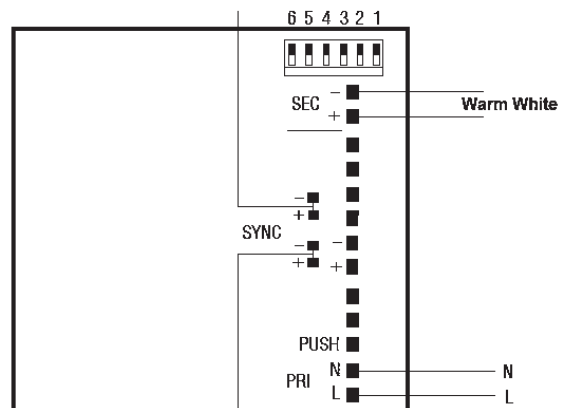 6 5 4 3 2 1
SEC - Warm White
+
- +
SYNC
- +
- +
PUSH
PRI N N
L L